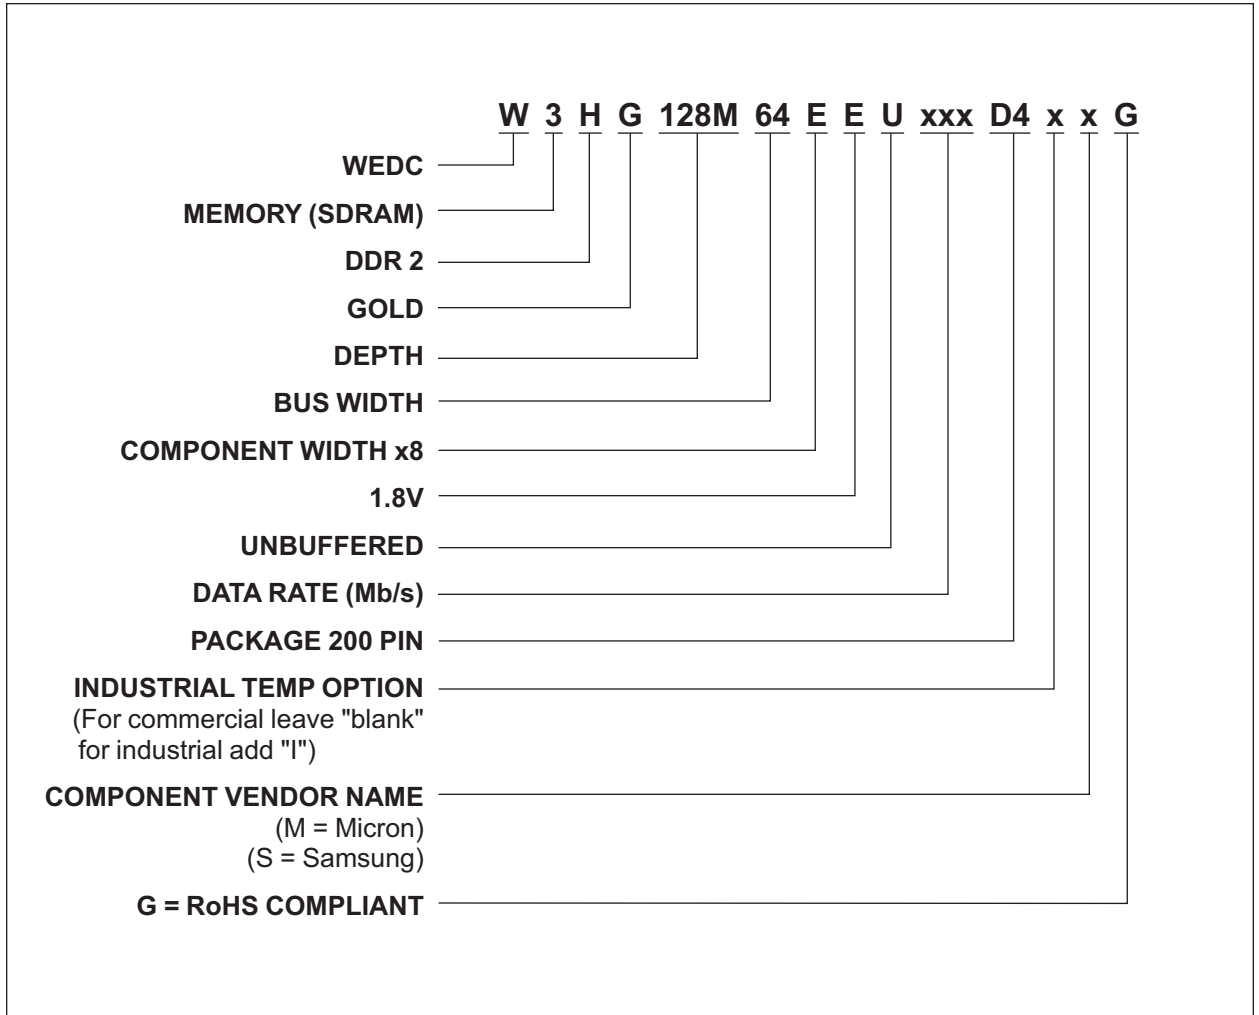 W 3 H G 128M 64 E E U xxx D4 x x G
WEDC
MEMORY (SDRAM)
DDR 2
GOLD
DEPTH
BUS WIDTH
COMPONENT WIDTH x8
1.8V
UNBUFFERED
DATA RATE (Mb/s)
PACKAGE 200 PIN
INDUSTRIAL TEMP OPTION
(For commercial leave "blank"
for industrial add "I")
COMPONENT VENDOR NAME
(M = Micron)
(S = Samsung)
G = RoHS COMPLIANT